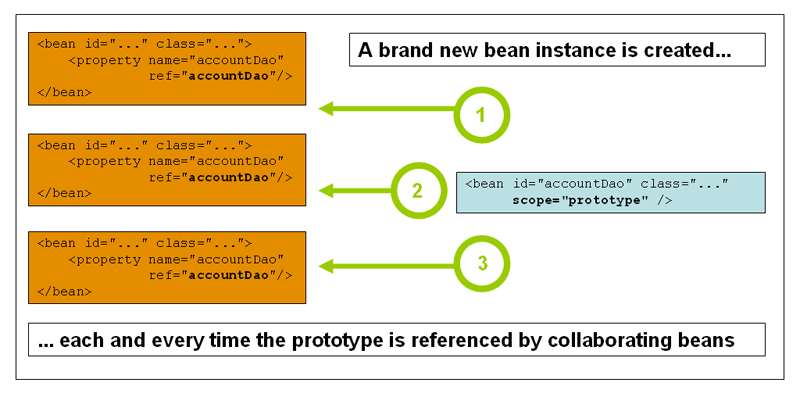 <bean id="..." class="...">
<property name="accountDao"
ref="accountDao"/>
</bean>
A brand new bean instance is created...
1
<bean id="..." class="...">
<property name="accountDao"
ref="accountDao"/>
</bean>
2
<bean id="accountDao" class="..."
scope="prototype" />
<bean id="..." class="...">
<property name="accountDao"
ref="accountDao"/>
</bean>
3
... each and every time the prototype is referenced by collaborating beans